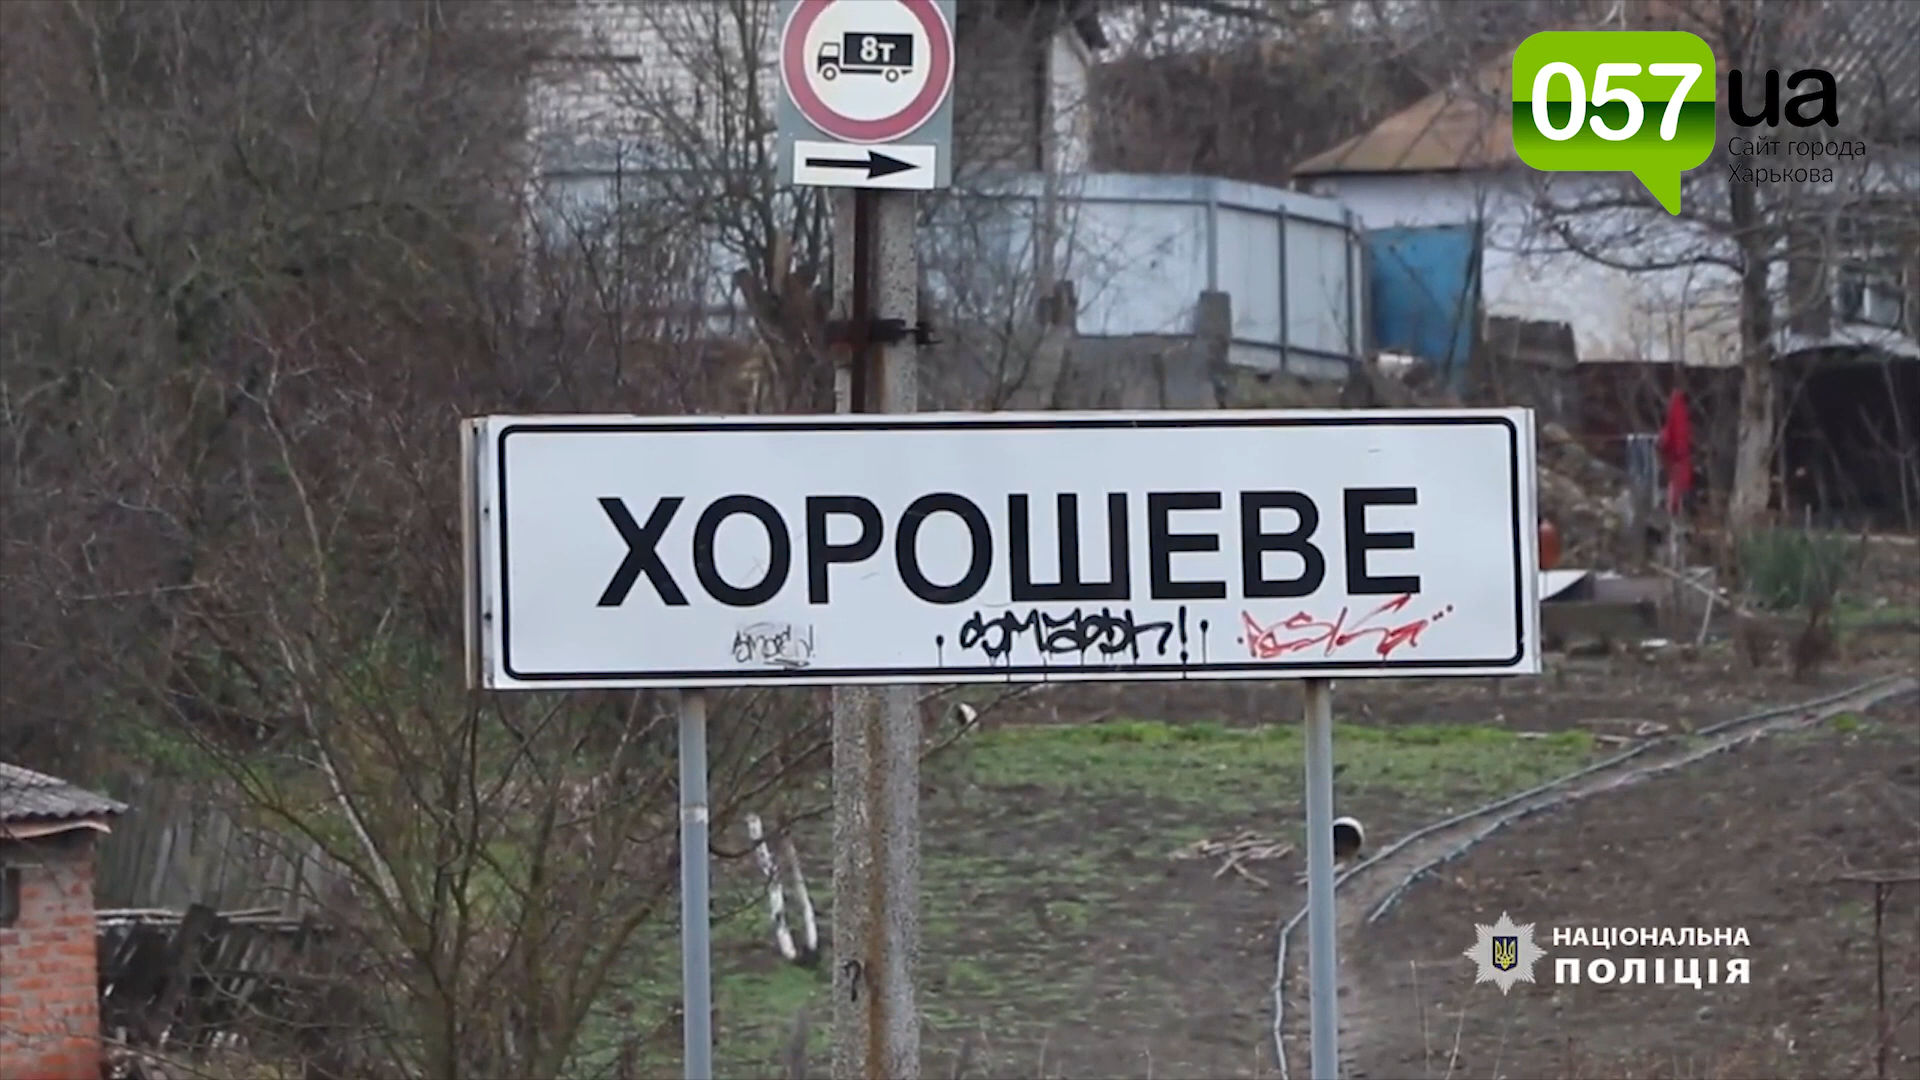 8т
057 ua
Сайт города
Харькова
ХОРОШЕВЕ
НАЦІОНАЛЬНА
ПОЛІЦІЯ